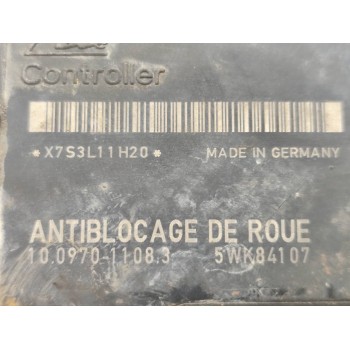 Controller
*X7S3L11H20*
MADE IN GERMANY
ANTIBLOCAGE DE ROUE
10.0970-1108.3 5WK84107